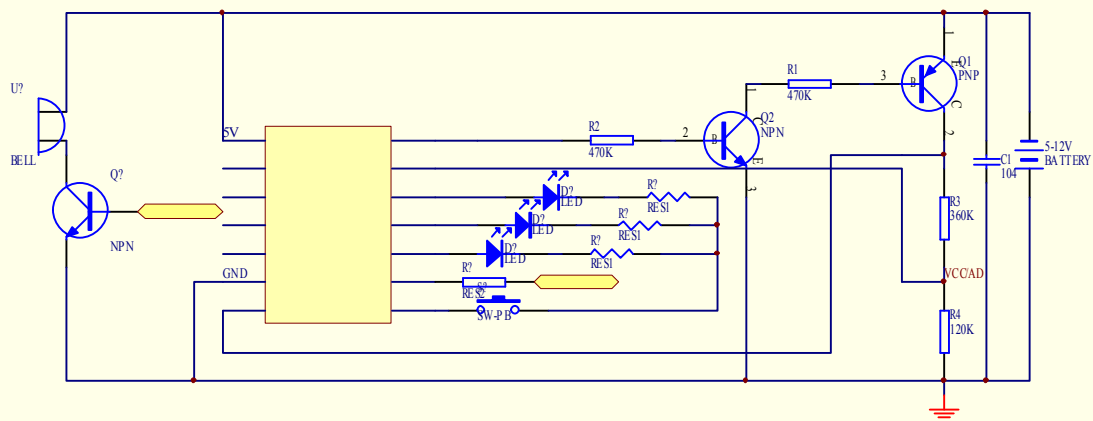 U?
BELL
Q?
NPN
5V
GND
R2
470K
2
B
Q2
NPN
1
C
E
3
R1
470K
3
B
Q1
PNP
1
E
C
2
D?
LED
D?
LED
D?
LED
R?
RES1
R?
RES1
R?
RES1
R?
RES2
S?
SW-PB
C1
104
5-12V
BATTERY
R3
360K
VCC/AD
R4
120K